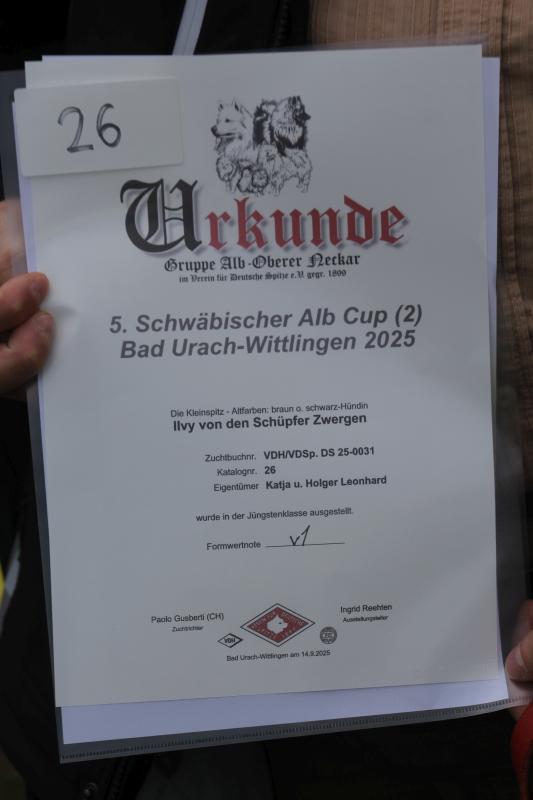 26
Urkunde
Gruppe Alb-Oberer Neckar
im Verein für Deutsche Spitze e.V. gegr. 1899
5. Schwäbischer Alb Cup (2)
Bad Urach-Wittlingen 2025
Die Kleinspitz - Altfarben: braun o. schwarz-Hündin
Ilvy von den Schüpfer Zwergen
Zuchtbuchnr. VDH/VDSp. DS 25-0031
Katalognr. 26
Eigentümer Katja u. Holger Leonhard
wurde in der Jüngstenklasse ausgestellt.
Formwertnote v1
Paolo Gusberti (CH)
Zuchtrichter
Ingrid Reehten
Ausstellungsleiter
VDH
Bad Urach-Wittlingen am 14.9.2025